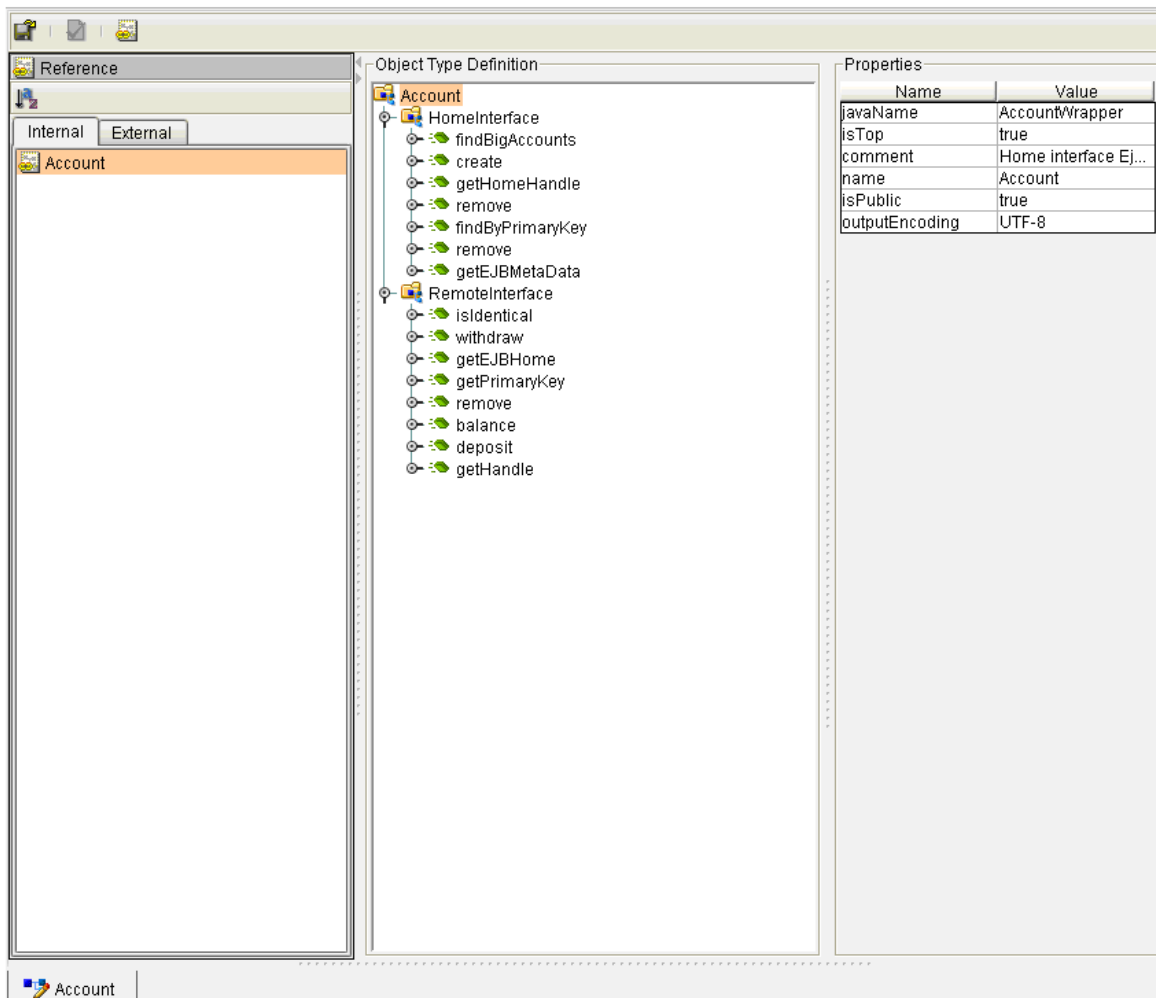 Reference
Internal External
Account
Object Type Definition
Account
HomeInterface
findBigAccounts
create
getHomeHandle
remove
findByPrimaryKey
remove
getEJBMetaData
RemoteInterface
isIdentical
withdraw
getEJBHome
getPrimaryKey
remove
balance
deposit
getHandle
Properties
Name Value
javaName AccountWrapper
isTop true
comment Home interface Ej...
name Account
isPublic true
outputEncoding UTF-8
Account